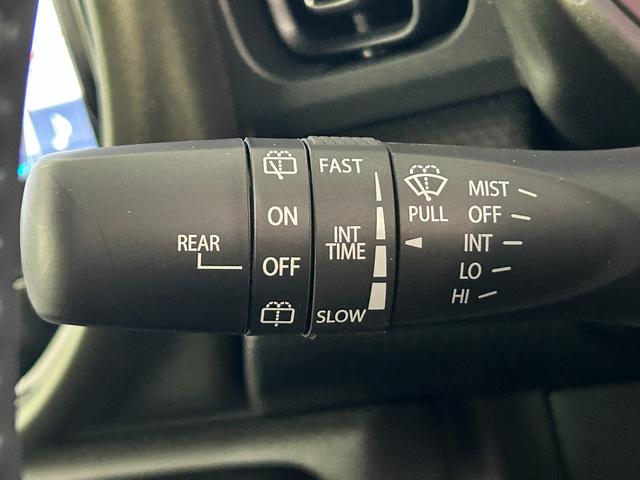 REAR
ON
OFF
FAST
INT
TIME
SLOW
PULL
MIST
OFF
INT
LO
HI